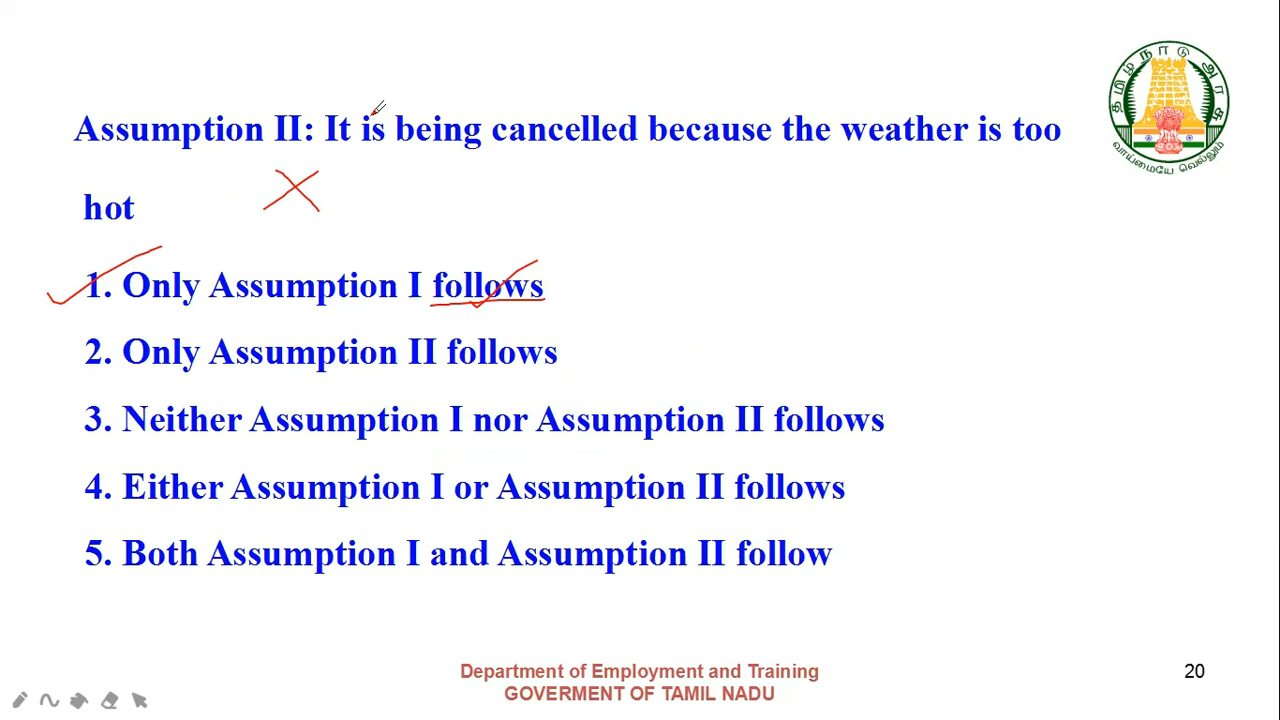 தமிழ்நாடு அரசு
வாய்மையே வெல்லும்
Assumption II: It is being cancelled because the weather is too
hot
1. Only Assumption I follows
2. Only Assumption II follows
3. Neither Assumption I nor Assumption II follows
4. Either Assumption I or Assumption II follows
5. Both Assumption I and Assumption II follow
Department of Employment and Training
GOVERMENT OF TAMIL NADU
20